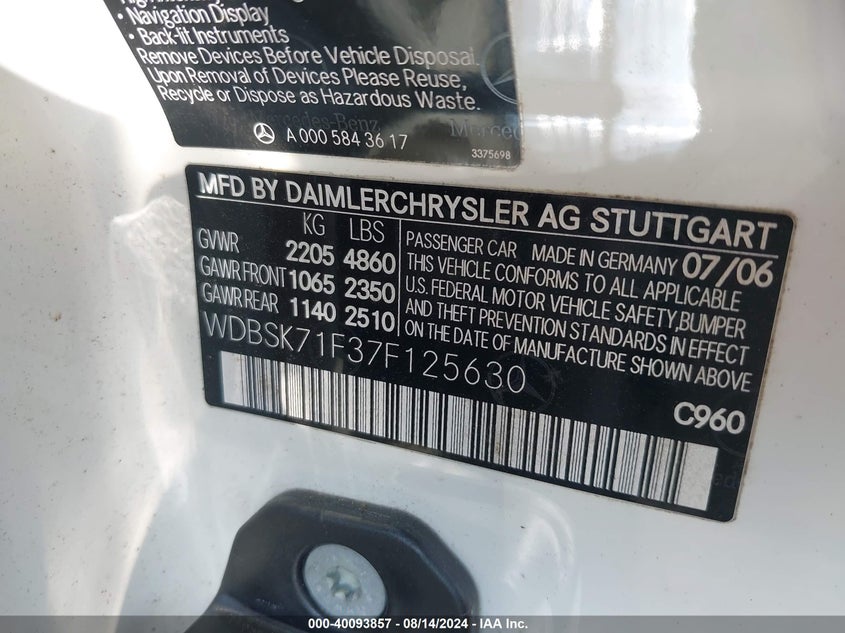 • Navigation Display
• Back-fit Instruments
Remove Devices Before Vehicle Disposal.
Upon Removal of Devices Please Reuse,
Recycle or Dispose as Hazardous Waste.
A 000 584 36 17
3375698
MFD BY DAIMLERCHRYSLER AG STUTTGART
KG LBS
GVWR 2205 4860
GAWR FRONT 1065 2350
GAWR REAR 1140 2510
PASSENGER CAR MADE IN GERMANY 07/06
THIS VEHICLE CONFORMS TO ALL APPLICABLE
U.S. FEDERAL MOTOR VEHICLE SAFETY, BUMPER
AND THEFT PREVENTION STANDARDS IN EFFECT
ON THE DATE OF MANUFACTURE SHOWN ABOVE
WDBSK71F37F125630
C960
000-40093857 - 08/14/2024 - IAA Inc.